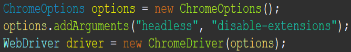 ChromeOptions options = new ChromeOptions();
options.addArguments("headless", "disable-extensions");
WebDriver driver = new ChromeDriver(options);